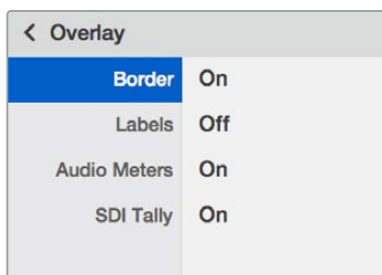 < Overlay
Border On
Labels Off
Audio Meters On
SDI Tally On